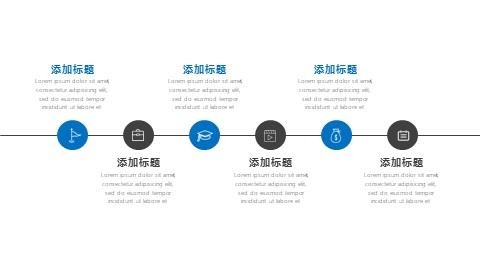 添加标题
Lorem ipsum dolor sit amet,
consectetur adipiscing elit,
sed do eiusmod tempor
incididunt ut labore et
添加标题
Lorem ipsum dolor sit amet,
consectetur adipiscing elit,
sed do eiusmod tempor
incididunt ut labore et
添加标题
Lorem ipsum dolor sit amet,
consectetur adipiscing elit,
sed do eiusmod tempor
incididunt ut labore et
添加标题
Lorem ipsum dolor sit amet,
consectetur adipiscing elit,
sed do eiusmod tempor
incididunt ut labore et
添加标题
Lorem ipsum dolor sit amet,
consectetur adipiscing elit,
sed do eiusmod tempor
incididunt ut labore et
添加标题
Lorem ipsum dolor sit amet,
consectetur adipiscing elit,
sed do eiusmod tempor
incididunt ut labore et